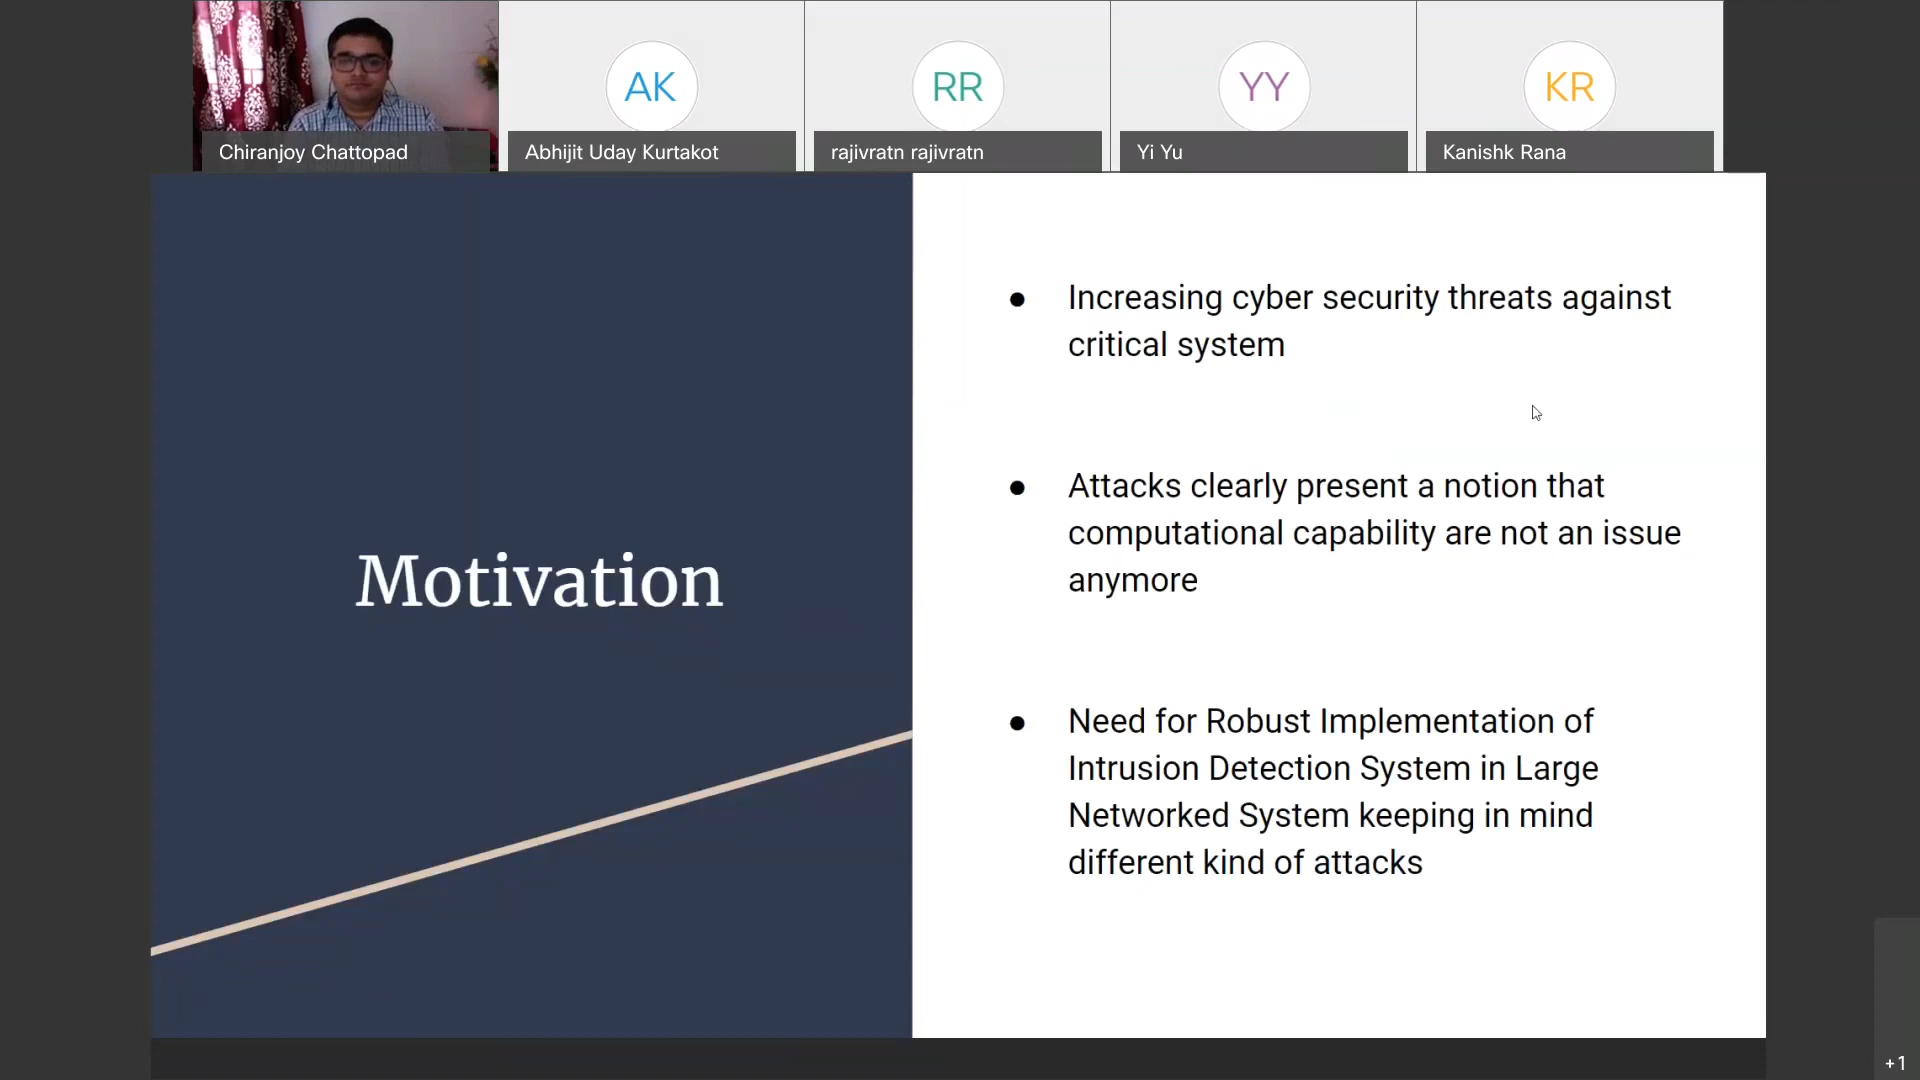 AK
RR
YY
KR
Chiranjoy Chattopad
Abhijit Uday Kurtakot
rajivratn rajivratn
Yi Yu
Kanishk Rana
Motivation
● Increasing cyber security threats against
critical system
● Attacks clearly present a notion that
computational capability are not an issue
anymore
● Need for Robust Implementation of
Intrusion Detection System in Large
Networked System keeping in mind
different kind of attacks
+1